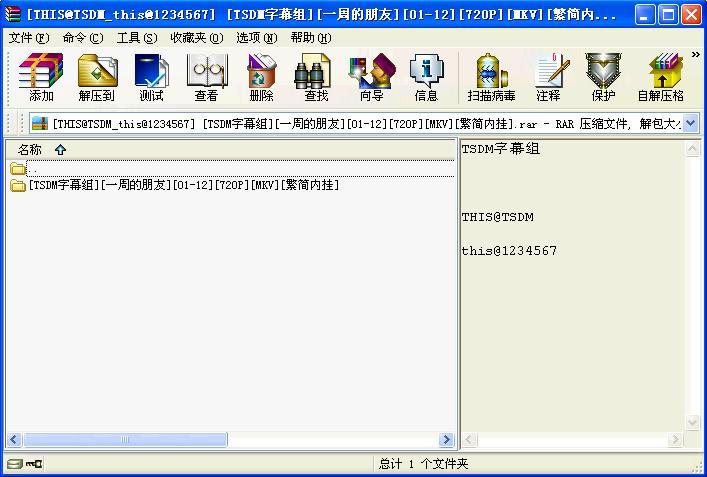 [THIS@TSDM_this@1234567] [TSDM字幕组][一周的朋友][01-12][720P][MKV][繁简内...
文件(F) 命令(C) 工具(S) 收藏夹(O) 选项(N) 帮助(H)
添加 解压到 测试 查看 删除 查找 向导 信息 扫描病毒 注释 保护 自解压格
[THIS@TSDM_this@1234567] [TSDM字幕组][一周的朋友][01-12][720P][MKV][繁简内挂].rar - RAR 压缩文件, 解包大小
名称
..
[TSDM字幕组][一周的朋友][01-12][720P][MKV][繁简内挂]
TSDM字幕组
THIS@TSDM
this@1234567
总计 1 个文件夹